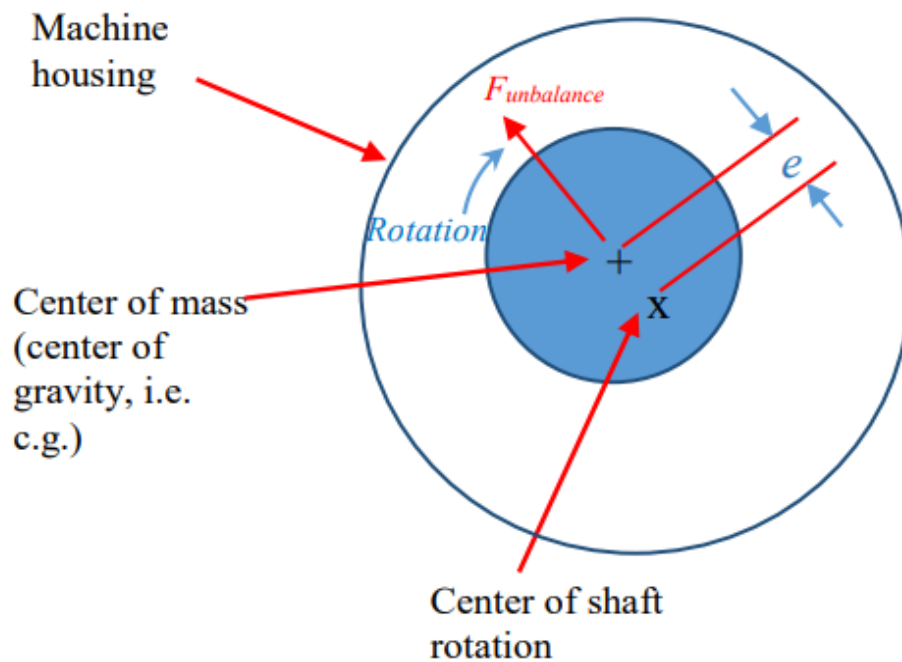 Machine
housing
Funbalance
e
Rotation
+
Center of mass
(center of
gravity, i.e.
c.g.)
x
Center of shaft
rotation